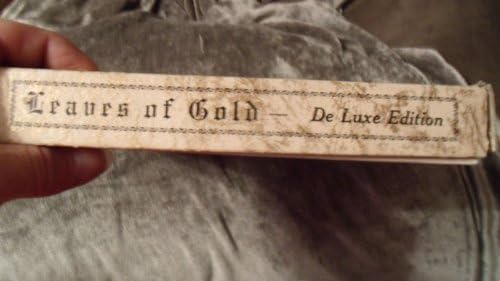 Leaves of Gold — De Luxe Edition